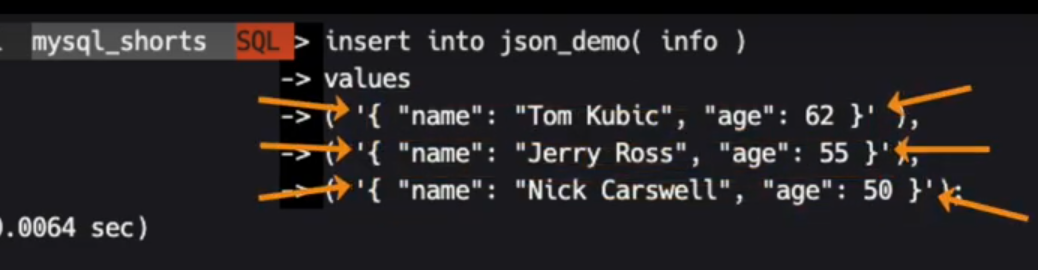 mysql_shorts SQL > insert into json_demo( info )
-> values
-> ( '{ "name": "Tom Kubic", "age": 62 }' ),
-> ( '{ "name": "Jerry Ross", "age": 55 }'),
-> ( '{ "name": "Nick Carswell", "age": 50 }');
.0064 sec)